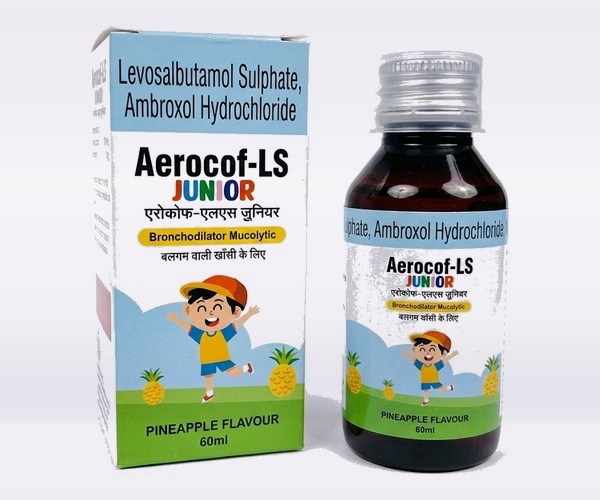 Levosalbutamol Sulphate,
Ambroxol Hydrochloride
Aerocof-LS
JUNIOR
एरोकोफ-एलएस जुनियर
Bronchodilator Mucolytic
बलगम वाली खाँसी के लिए
PINEAPPLE FLAVOUR
60ml
Ambroxol Hydrochloride
Aerocof-LS
JUNIOR
एरोकोफ-एलएस जुनियर
Bronchodilator Mucolytic
बलगम वाली खाँसी के लिए
PINEAPPLE FLAVOUR
60ml